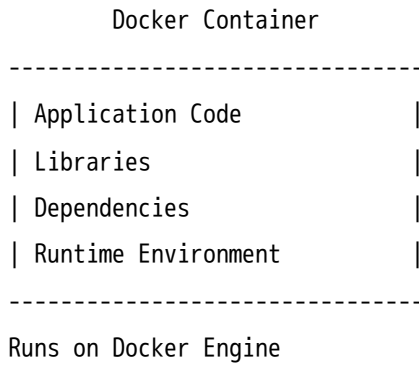 Docker Container
--------------------------------
| Application Code             |
| Libraries                    |
| Dependencies                 |
| Runtime Environment          |
--------------------------------
Runs on Docker Engine